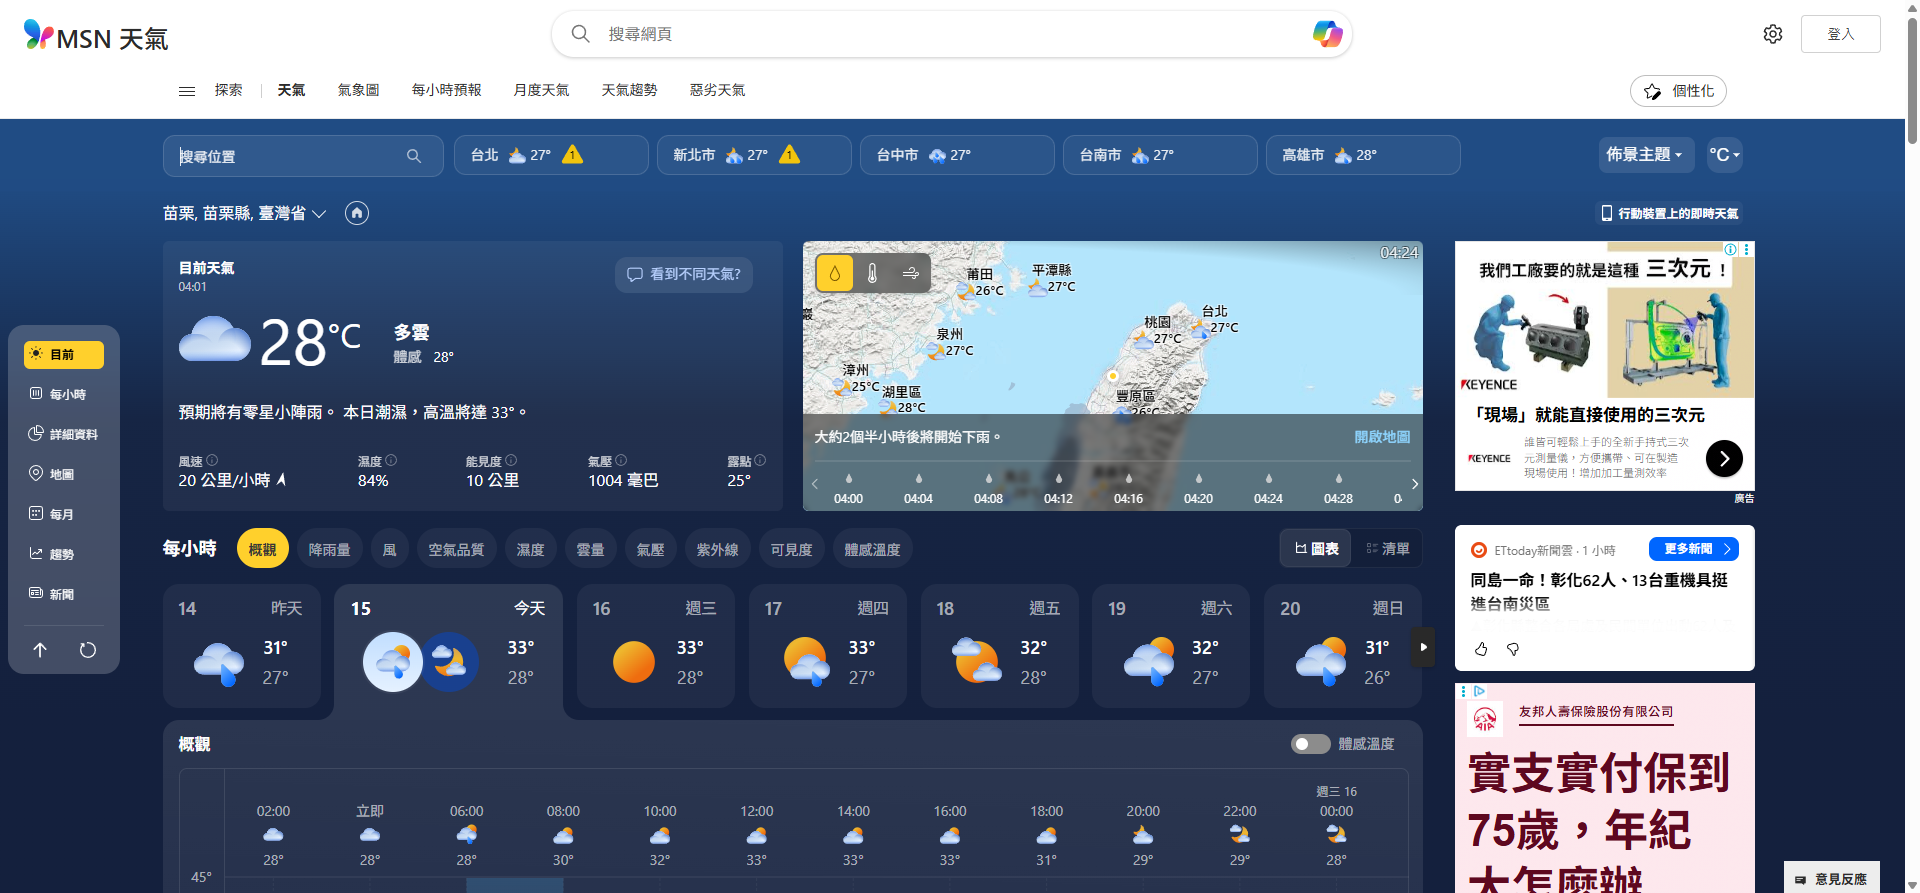 MSN 天氣
搜尋網頁
登入
探索
天氣
氣象圖
每小時預報
月度天氣
天氣趨勢
惡劣天氣
個性化
搜尋位置
台北 27° 1
新北市 27° 1
台中市 27°
台南市 27°
高雄市 28°
佈景主題
°C
苗栗, 苗栗縣, 臺灣省
行動裝置上的即時天氣
目前天氣
04:01
看到不同天氣?
28°C
多雲
體感 28°
預期將有零星小陣雨。 本日潮濕，高溫將達 33°。
風速
20 公里/小時
濕度
84%
能見度
10 公里
氣壓
1004 毫巴
露點
25°
04:24
莆田
26°C
平潭縣
27°C
泉州
27°C
漳州
25°C
湖里區
28°C
桃園
27°C
台北
27°C
豐原區
26°C
大約2個半小時後將開始下雨。
開啟地圖
04:00
04:04
04:08
04:12
04:16
04:20
04:24
04:28
目前
每小時
詳細資料
地圖
每月
趨勢
新聞
每小時
概觀
降雨量
風
空氣品質
濕度
雲量
氣壓
紫外線
可見度
體感溫度
圖表
清單
14 昨天
31°
27°
15 今天
33°
28°
16 週三
33°
28°
17 週四
33°
27°
18 週五
32°
28°
19 週六
32°
27°
20 週日
31°
26°
概觀
體感溫度
週三 16
02:00 立即 06:00 08:00 10:00 12:00 14:00 16:00 18:00 20:00 22:00 00:00
28° 28° 28° 30° 32° 33° 33° 33° 31° 29° 29° 28°
45°
我們工廠要的就是這種 三次元！
KEYENCE
「現場」就能直接使用的三次元
KEYENCE
誰皆可輕鬆上手的全新手持式三次
元測量儀，方便攜帶、可在製造
現場使用！增加加工量測效率
廣告
ETtoday新聞雲 · 1 小時
更多新聞
同島一命！彰化62人、13台重機具挺
進台南災區
AIA
友邦人壽保險股份有限公司
實支實付保到
75歲，年紀
大怎麼辦
意見反應